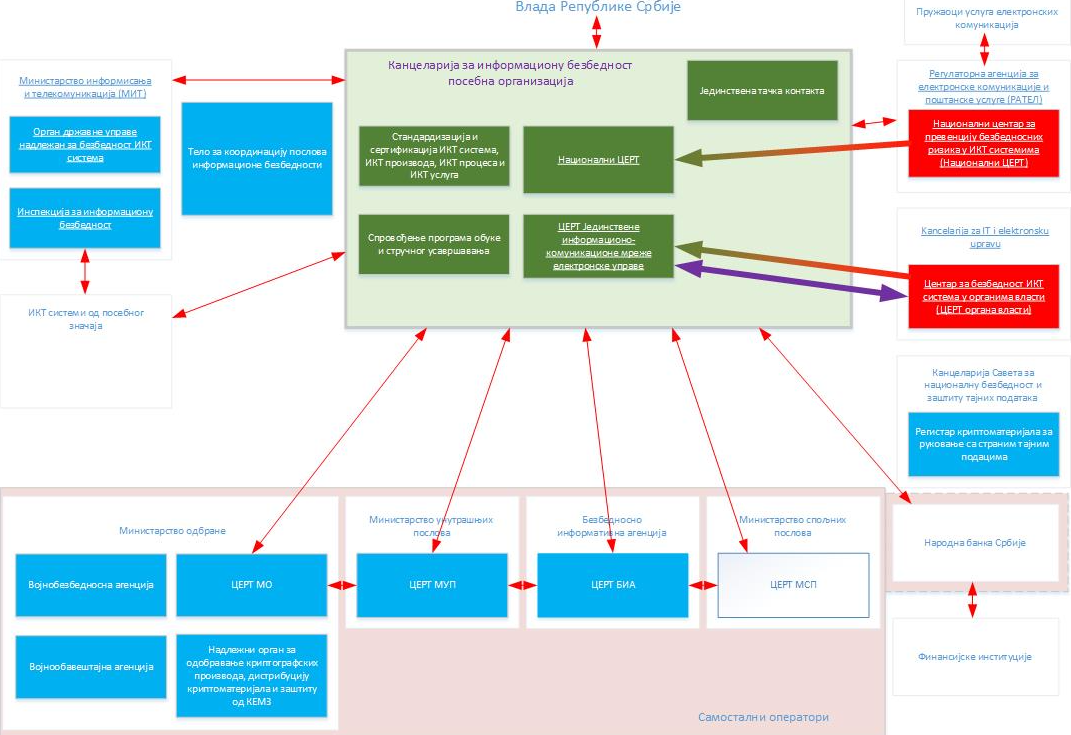 Влада Републике Србије
Пружаоци услуга електронских
комуникација
Министарство информисања
и телекомуникација (МИТ)
Орган државне управе
надлежан за безбедност ИКТ
система
Инспекција за информациону
безбедност
ИКТ системи од посебног
значаја
Тело за координацију послова
информационе безбедности
Канцеларија за информациону безбедност
посебна организација
Јединствена тачка контакта
Стандардизација и
сертификација ИКТ система,
ИКТ производа, ИКТ процеса и
ИКТ услуга
Национални ЦЕРТ
Спровођење програма обуке
и стручног усавршавања
ЦЕРТ Јединствене
информационо-
комуникационе мреже
електронске управе
Регулаторна агенција за
електронске комуникације и
поштанске услуге (РАТЕЛ)
Национални центар за
превенцију безбедносних
ризика у ИКТ системима
(Национални ЦЕРТ)
Kancelarija za IT i elektronsku
upravu
Центар за безбедност ИКТ
система у органима власти
(ЦЕРТ органа власти)
Канцеларија Савета за
националну безбедност и
заштиту тајних података
Регистар криптоматеријала за
руковање са страним тајним
подацима
Министарство одбране
Војнобезбедносна агенција
ЦЕРТ МО
Војнообавештајна агенција
Надлежни орган за
одобравање криптографских
производа, дистрибуцију
криптоматеријала и заштиту
од КЕМЗ
Министарство унутрашњих
послова
ЦЕРТ МУП
Безбедносно
информативна агенција
ЦЕРТ БИА
Министарство спољних
послова
ЦЕРТ МСП
Народна банка Србије
Финансијске институције
Самостални оператори